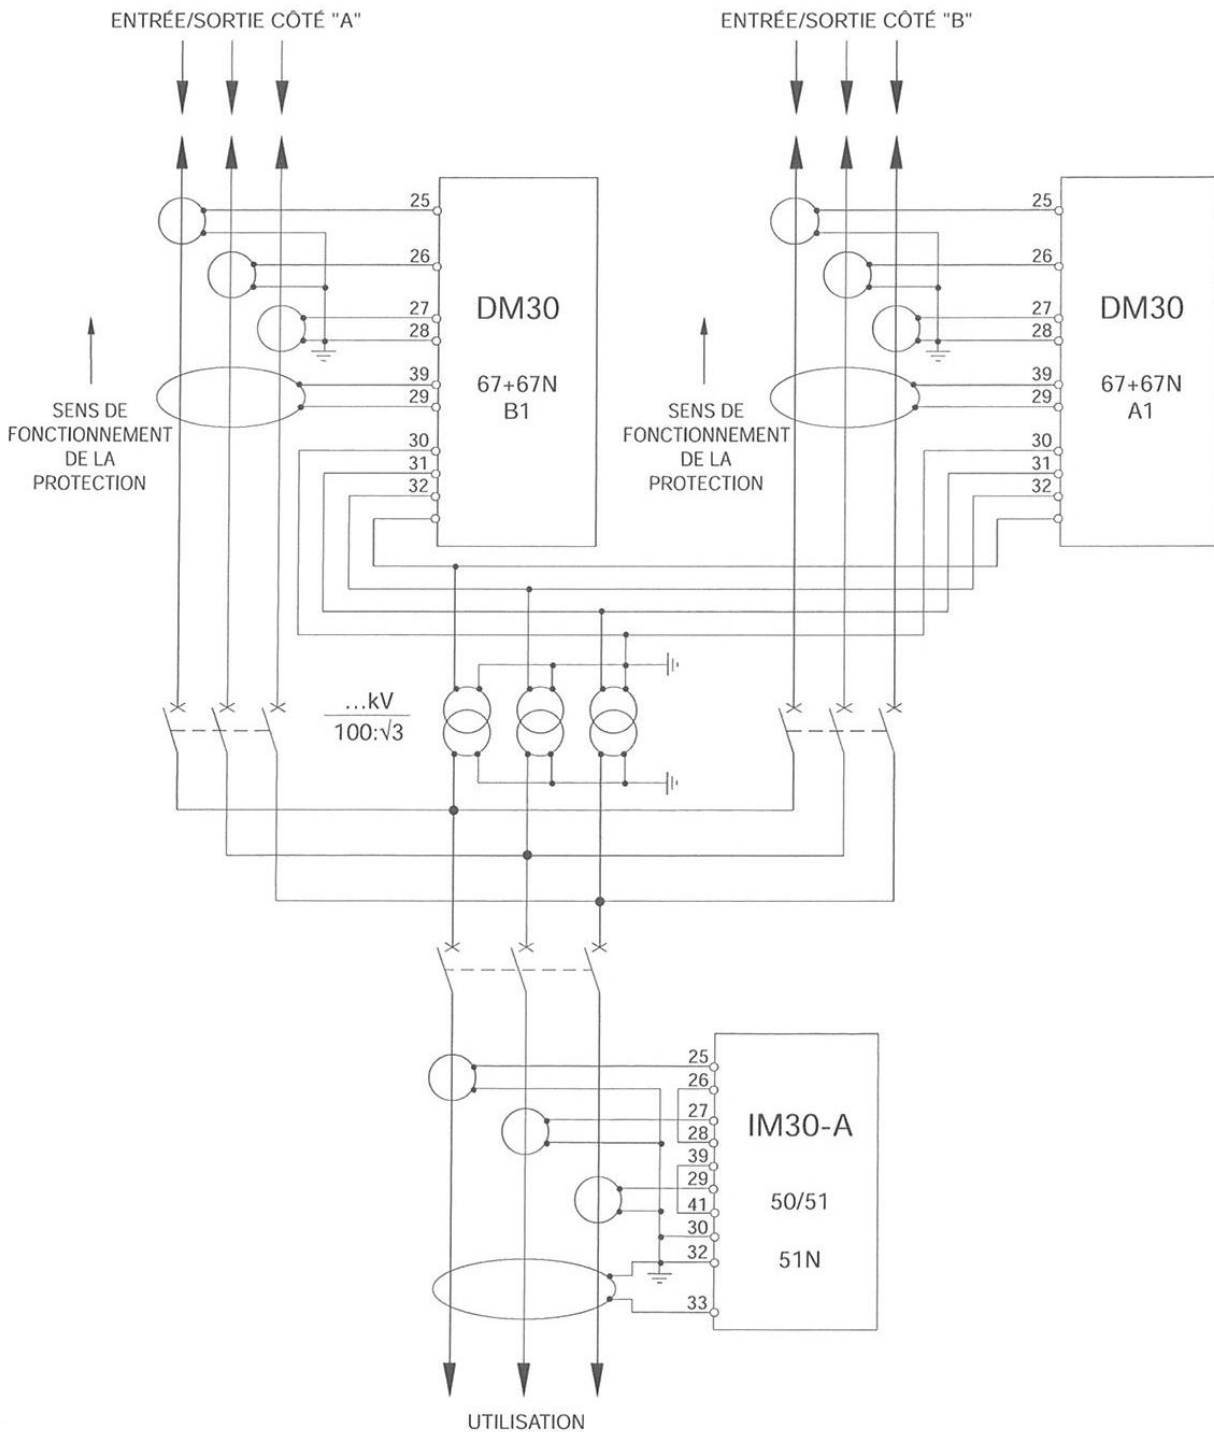 ENTRÉE/SORTIE CÔTÉ "A"
ENTRÉE/SORTIE CÔTÉ "B"
25
26
27
28
39
29
30
31
32
DM30
67+67N
B1
SENS DE
FONCTIONNEMENT
DE LA
PROTECTION
25
26
27
28
39
29
30
31
32
DM30
67+67N
A1
SENS DE
FONCTIONNEMENT
DE LA
PROTECTION
...kV
100:√3
25
26
27
28
39
29
41
30
32
33
IM30-A
50/51
51N
UTILISATION